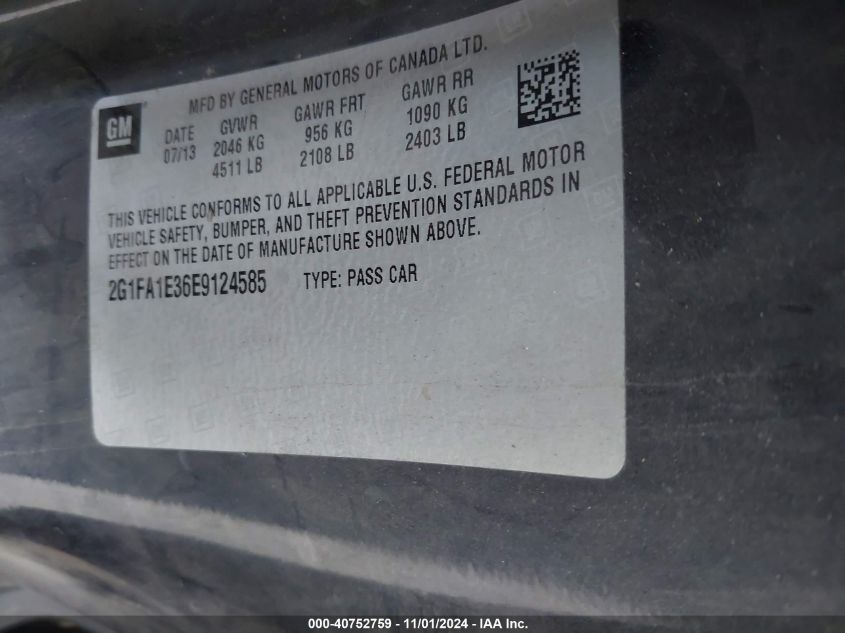 MFD BY GENERAL MOTORS OF CANADA LTD.
GM
DATE GVWR GAWR FRT GAWR RR
07/13 2046 KG 956 KG 1090 KG
4511 LB 2108 LB 2403 LB
THIS VEHICLE CONFORMS TO ALL APPLICABLE U.S. FEDERAL MOTOR
VEHICLE SAFETY, BUMPER, AND THEFT PREVENTION STANDARDS IN
EFFECT ON THE DATE OF MANUFACTURE SHOWN ABOVE.
2G1FA1E36E9124585 TYPE: PASS CAR
000-40752759 - 11/01/2024 - IAA Inc.